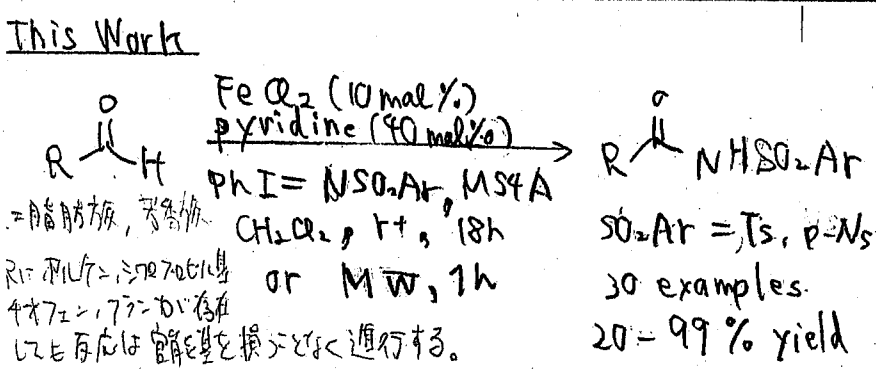 This Work
O
R H
FeCl2 (10 mol%)
pyridine (40 mol%)
PhI=NSO2Ar, MS4A
CH2Cl2, rt, 18h
or MW, 1h
O
R NHSO2Ar
SO2Ar = Ts, p-Ns
30 examples.
20-99% yield
=脂肪族, 芳香族
Rに アルケン, シクロプロピル基
チオフェン, フランが存在
しても反応は官能基を損うことなく進行する。